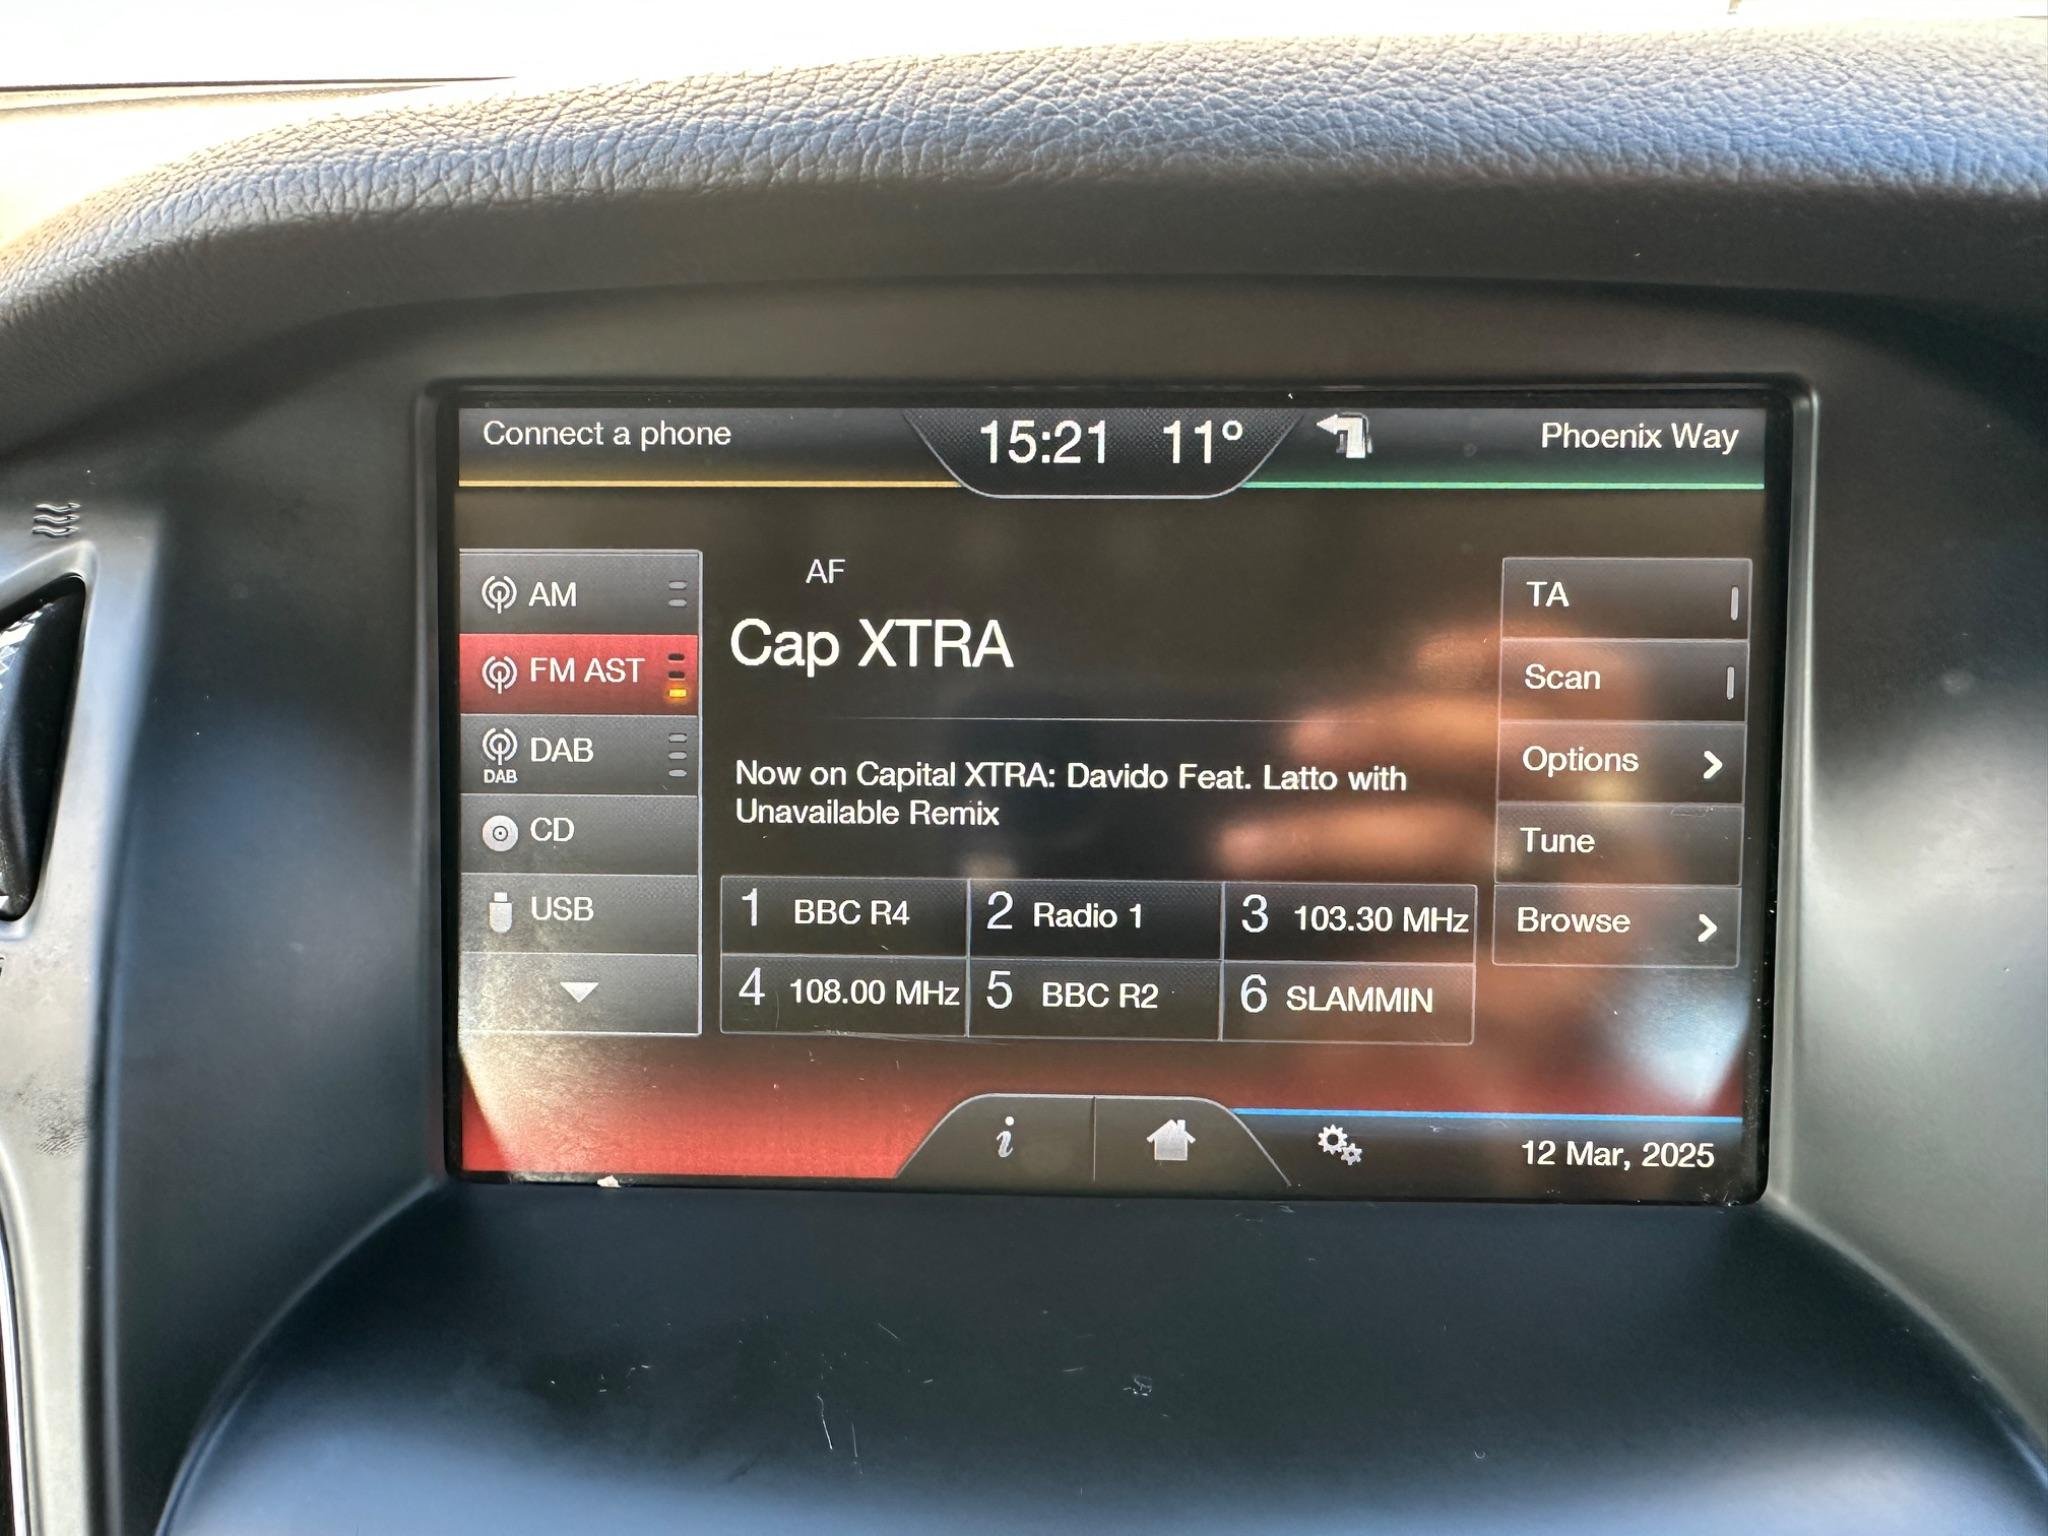 Connect a phone
15:21 11°
Phoenix Way
AM
FM AST
DAB
DAB
CD
USB
AF
Cap XTRA
Now on Capital XTRA: Davido Feat. Latto with
Unavailable Remix
1 BBC R4
2 Radio 1
3 103.30 MHz
4 108.00 MHz
5 BBC R2
6 SLAMMIN
TA
Scan
Options
Tune
Browse
i
12 Mar, 2025